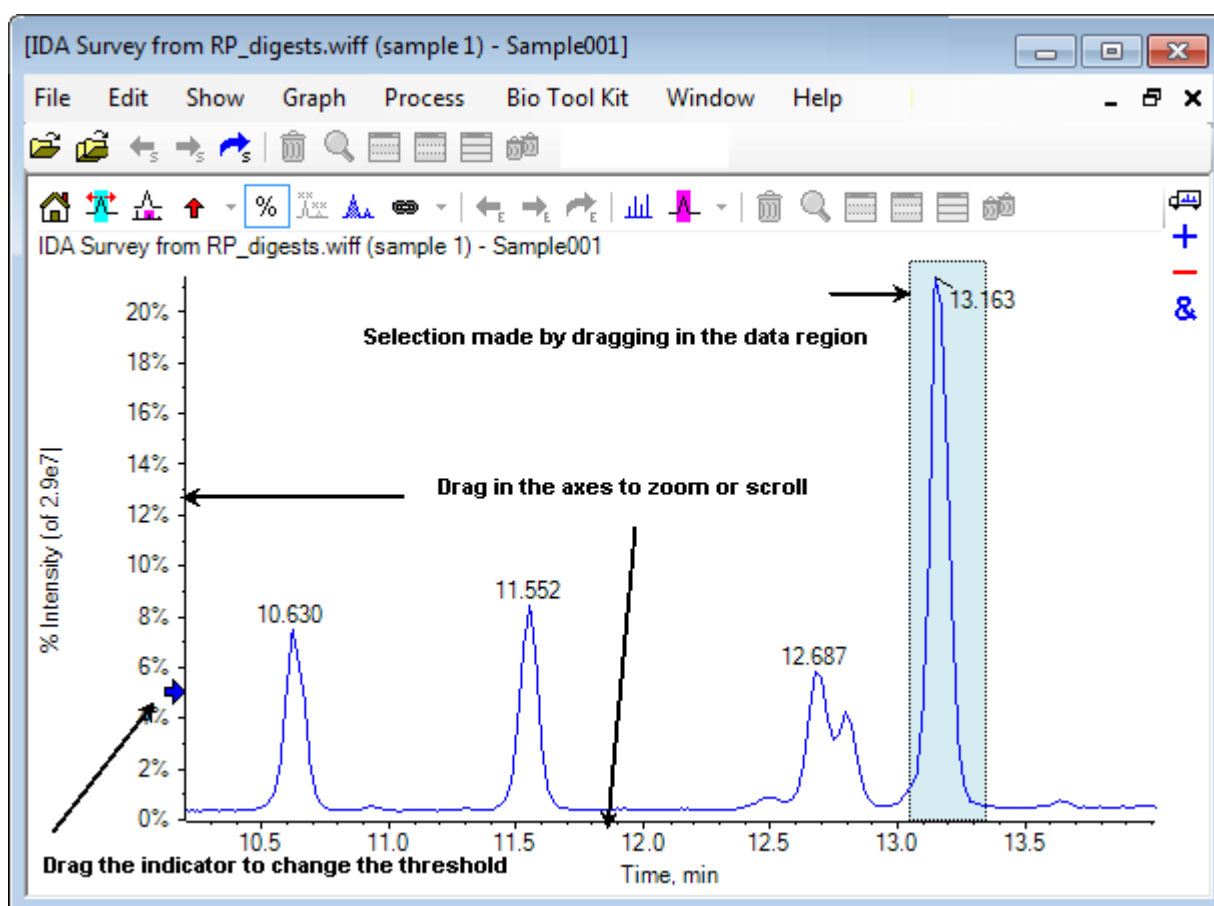 [IDA Survey from RP_digests.wiff (sample 1) - Sample001]
File Edit Show Graph Process Bio Tool Kit Window Help
%
IDA Survey from RP_digests.wiff (sample 1) - Sample001
&
20%
13.163
Selection made by dragging in the data region
18%
16%
14%
Drag in the axes to zoom or scroll
12%
10%
% Intensity (of 2.9e7)
8%
10.630
11.552
6%
12.687
4%
2%
0%
10.5 11.0 11.5 12.0 12.5 13.0 13.5
Drag the indicator to change the threshold
Time, min